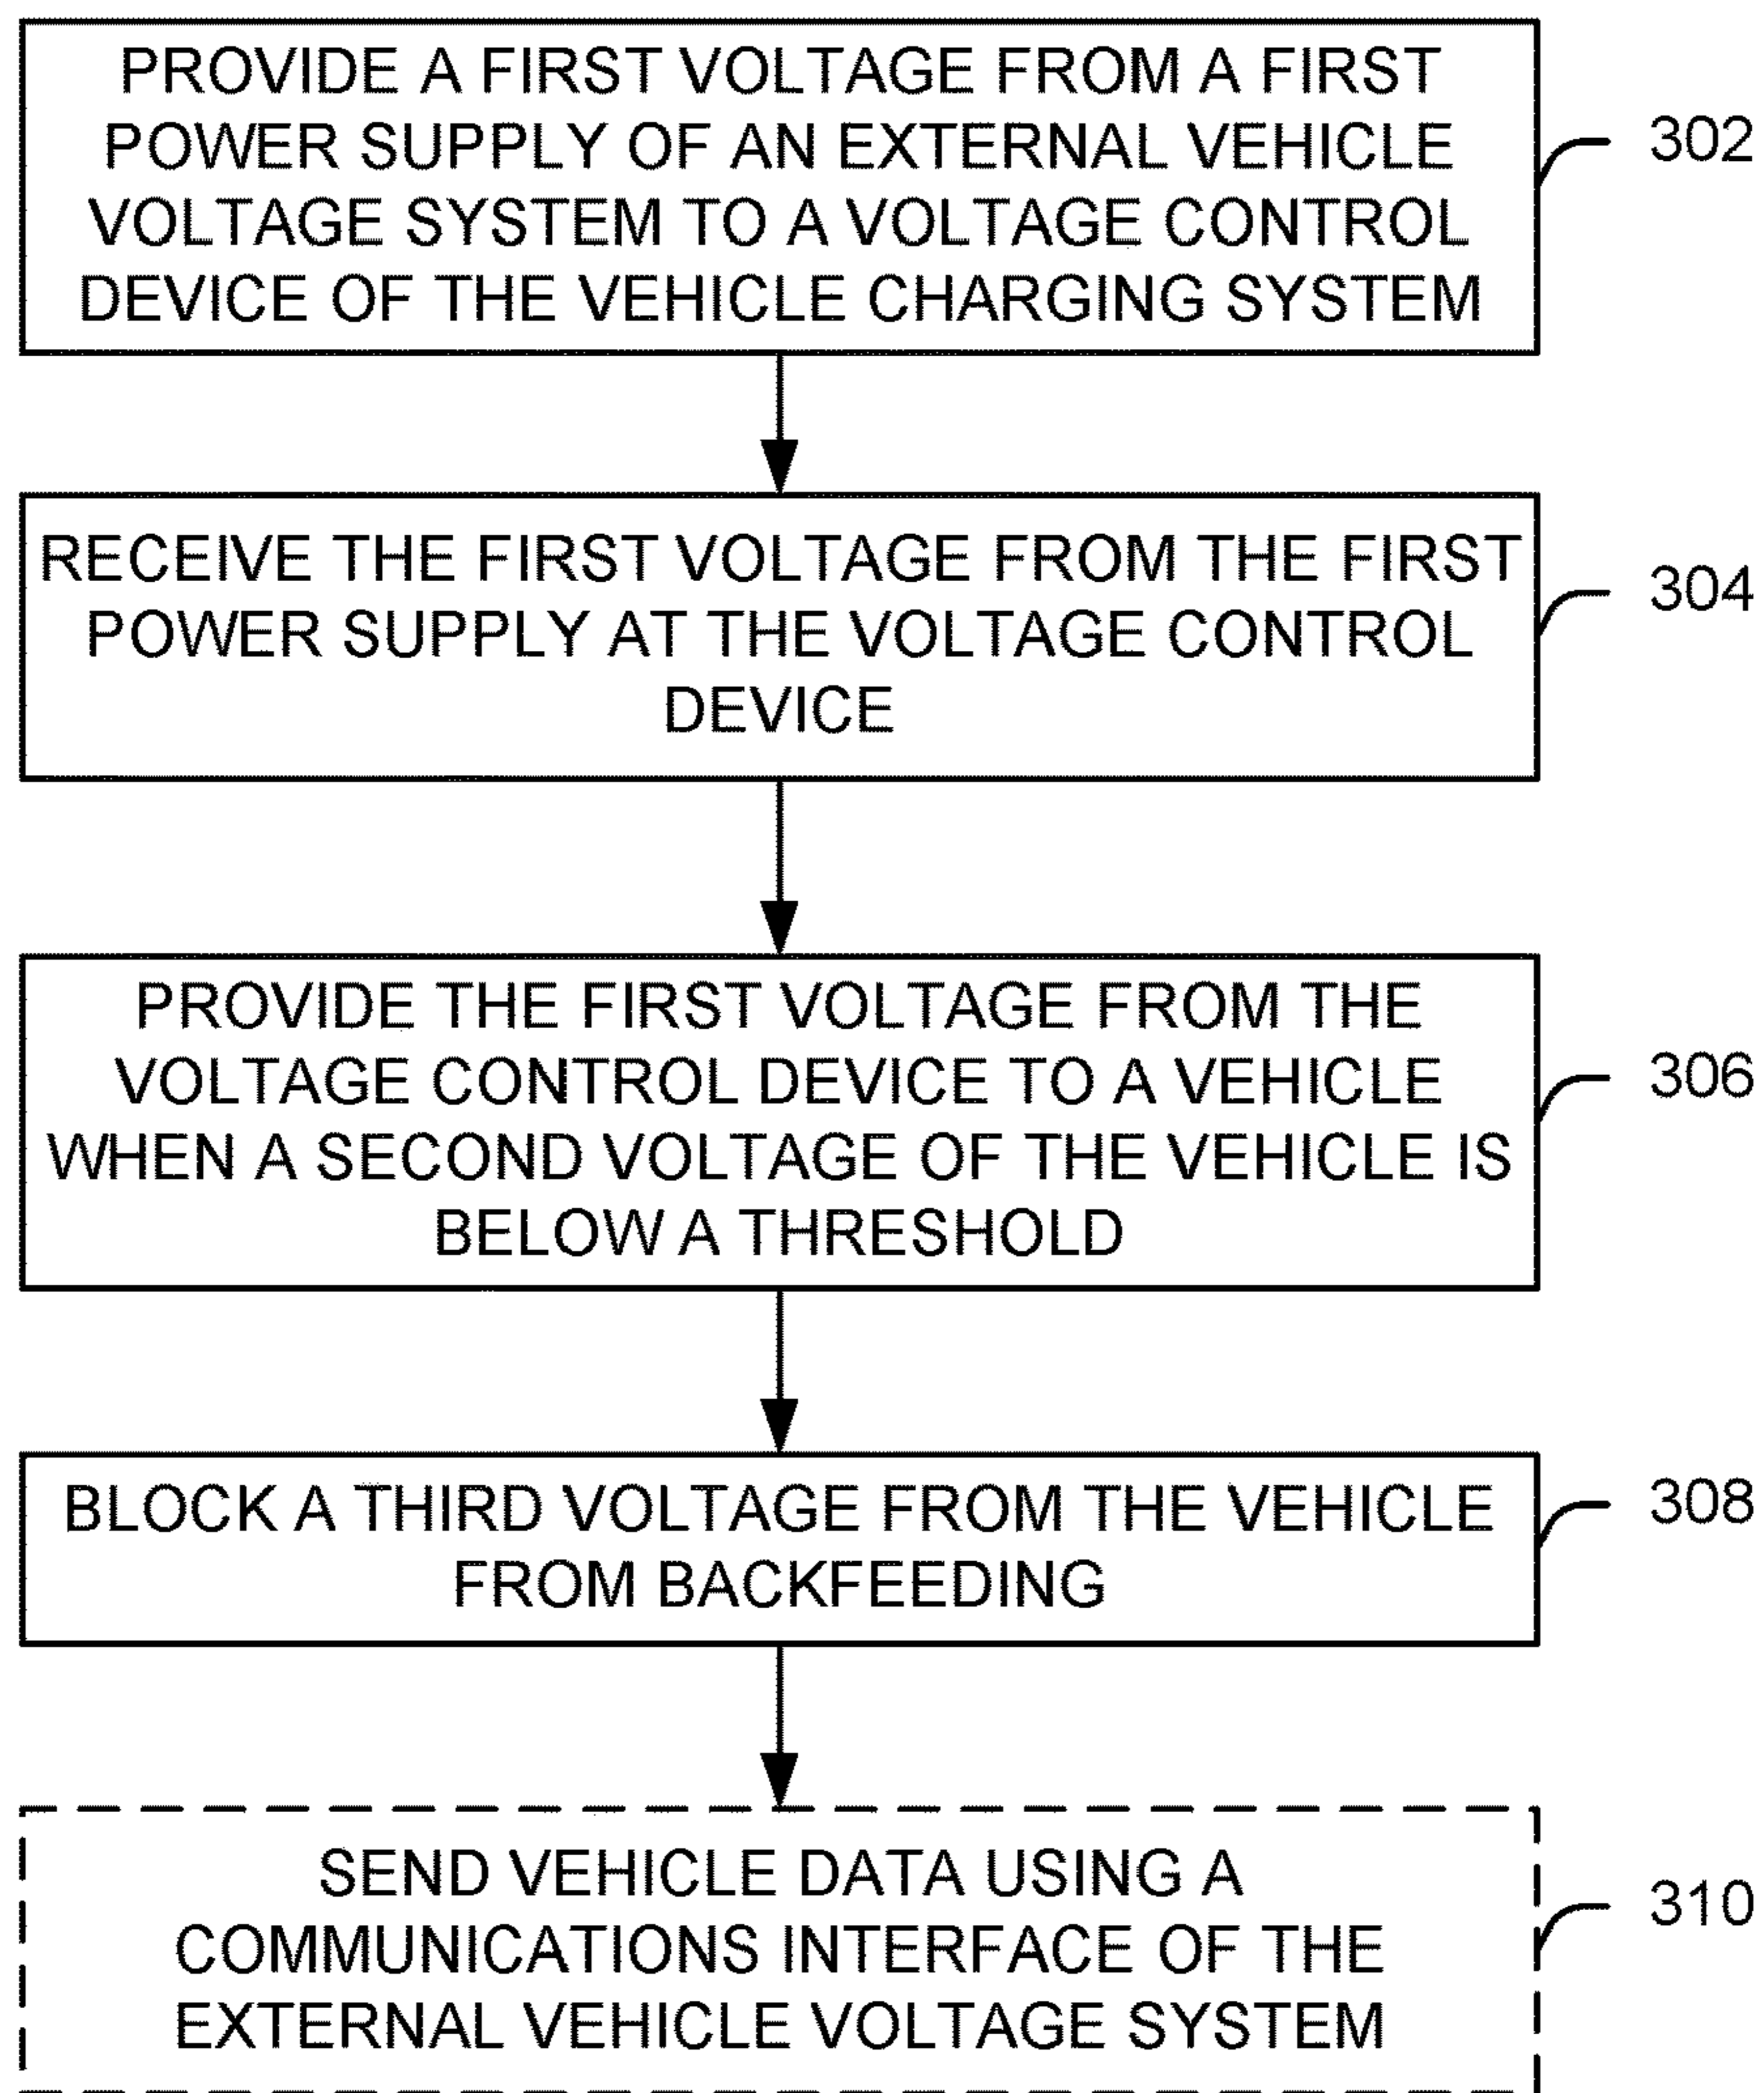 PROVIDE A FIRST VOLTAGE FROM A FIRST
POWER SUPPLY OF AN EXTERNAL VEHICLE
VOLTAGE SYSTEM TO A VOLTAGE CONTROL
DEVICE OF THE VEHICLE CHARGING SYSTEM
302
RECEIVE THE FIRST VOLTAGE FROM THE FIRST
POWER SUPPLY AT THE VOLTAGE CONTROL
DEVICE
304
PROVIDE THE FIRST VOLTAGE FROM THE
VOLTAGE CONTROL DEVICE TO A VEHICLE
WHEN A SECOND VOLTAGE OF THE VEHICLE IS
BELOW A THRESHOLD
306
BLOCK A THIRD VOLTAGE FROM THE VEHICLE
FROM BACKFEEDING
308
SEND VEHICLE DATA USING A
COMMUNICATIONS INTERFACE OF THE
EXTERNAL VEHICLE VOLTAGE SYSTEM
310